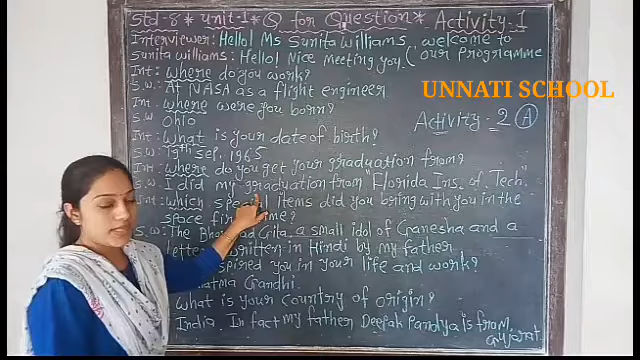 Std-8 * unit-1 * Q for Question * Activity-1
Interviewer: Hello! Ms Sunita Williams, welcome to our programme
Sunita Williams: Hello! Nice Meeting you.
Int: where do you work?
S.W: At NASA as a flight engineer
UNNATI SCHOOL
Int: where were you born?
S.W Ohio
Activity-2 A
Int: what is your date of birth?
S.W: 19th Sep, 1965
Int: where do you get your graduation from?
S.W I did my graduation from "Florida Ins. of. Tech.
Int: which special items did you bring with you in the
space time?
S.W: The Gita a small idol of Ganesha and a
letter written in Hindi by my father
you in your life and work?
Gandhi.
What is your country of origin?
India. In fact my father Deepak Pandya is from
Gujarat